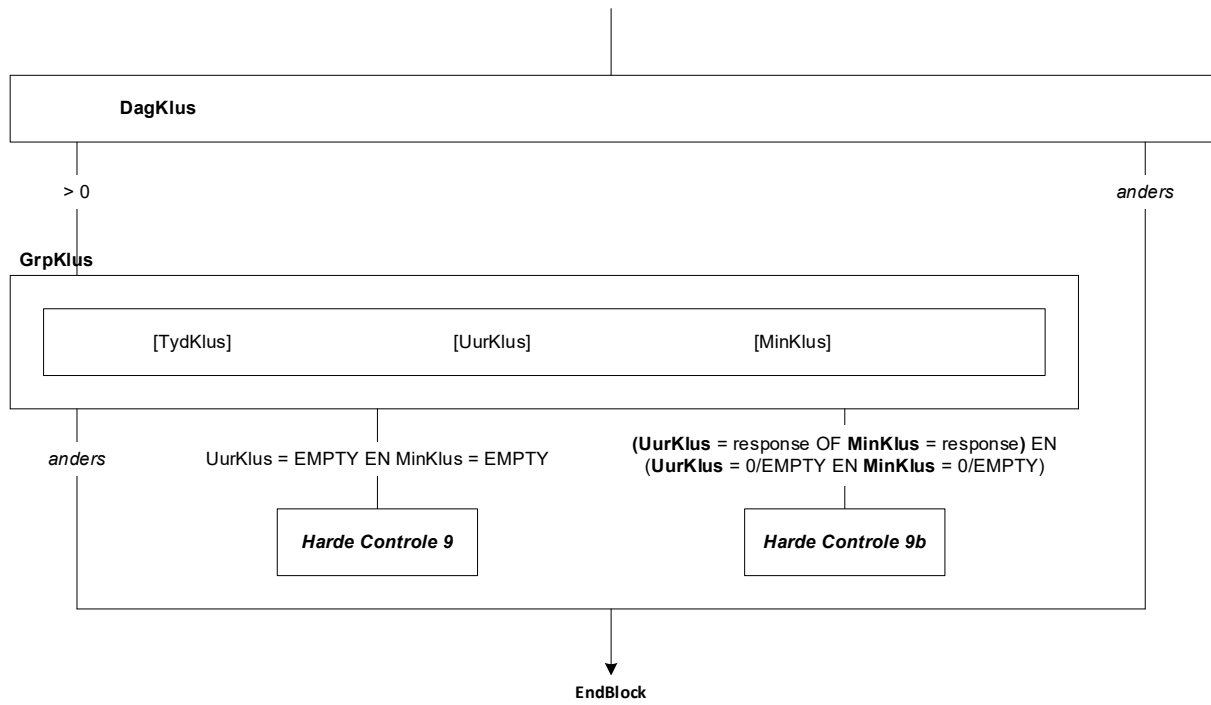 DagKlus
> 0
anders
GrpKlus
[TydKlus] [UurKlus] [MinKlus]
anders
UurKlus = EMPTY EN MinKlus = EMPTY
(UurKlus = response OF MinKlus = response) EN
(UurKlus = 0/EMPTY EN MinKlus = 0/EMPTY)
Harde Controle 9
Harde Controle 9b
EndBlock